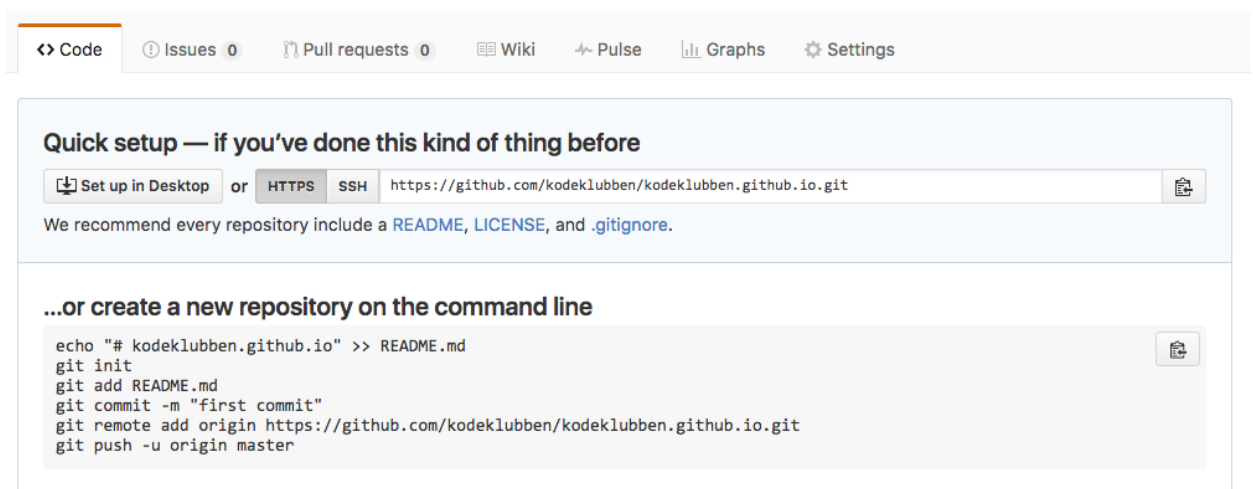 <> Code Issues 0 Pull requests 0 Wiki Pulse Graphs Settings
Quick setup — if you’ve done this kind of thing before
Set up in Desktop or HTTPS SSH https://github.com/kodeklubben/kodeklubben.github.io.git
We recommend every repository include a README, LICENSE, and .gitignore.
...or create a new repository on the command line
echo "# kodeklubben.github.io" >> README.md
git init
git add README.md
git commit -m "first commit"
git remote add origin https://github.com/kodeklubben/kodeklubben.github.io.git
git push -u origin master